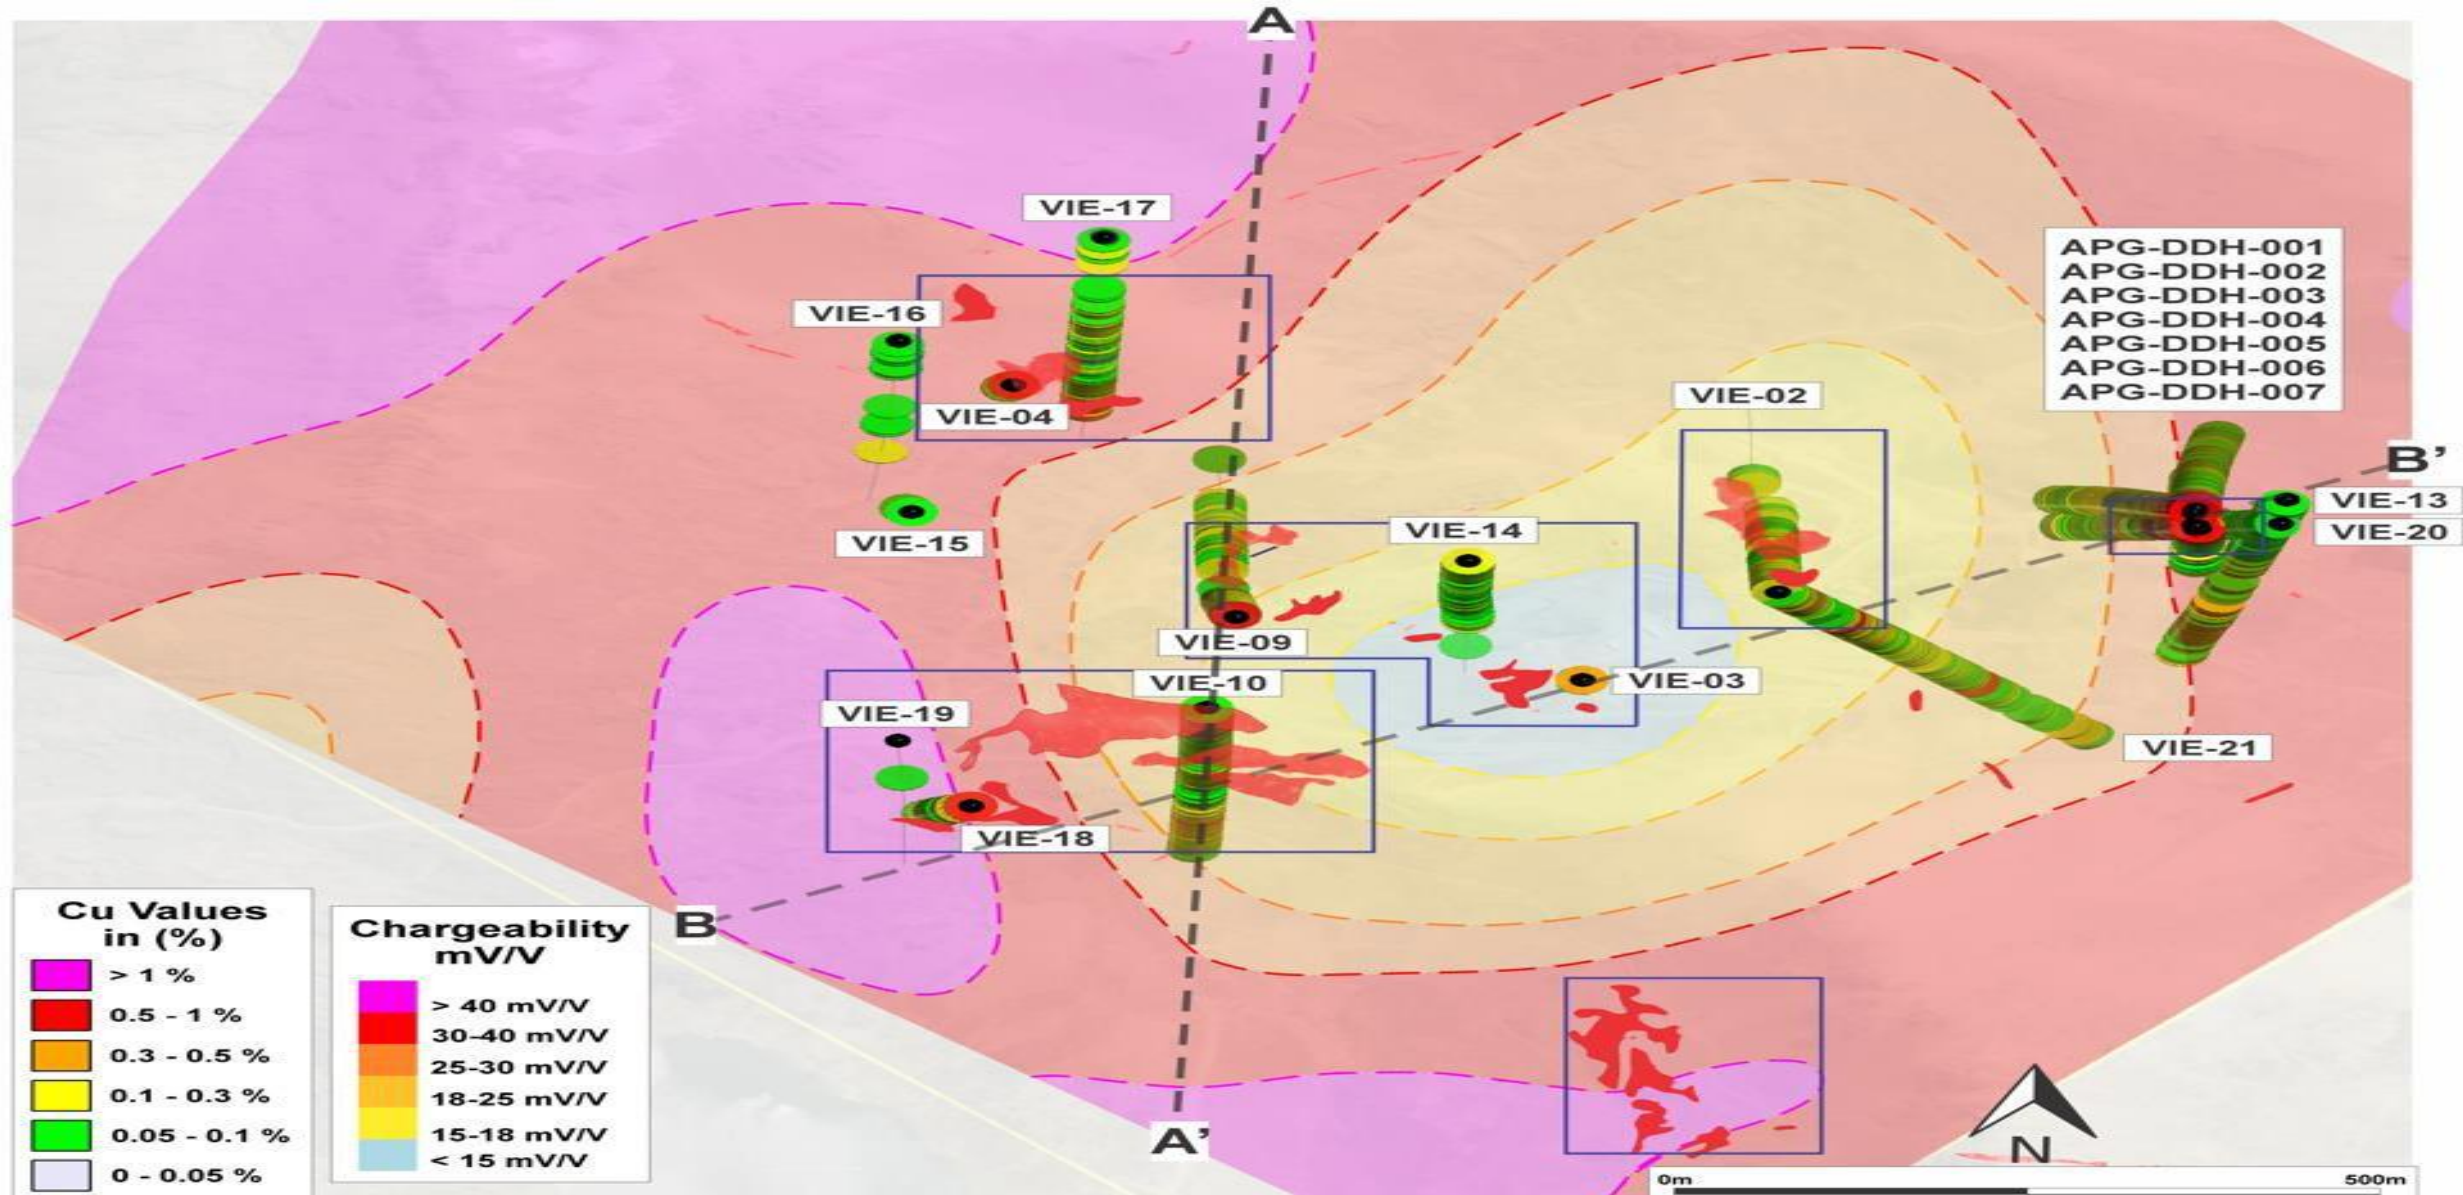 A
VIE-17
APG-DDH-001
APG-DDH-002
APG-DDH-003
APG-DDH-004
APG-DDH-005
APG-DDH-006
APG-DDH-007
VIE-16
VIE-04
VIE-02
B’
VIE-13
VIE-20
VIE-15
VIE-14
VIE-09
VIE-10
VIE-03
VIE-19
VIE-21
VIE-18
B
Cu Values
in (%)
> 1 %
0.5 - 1 %
0.3 - 0.5 %
0.1 - 0.3 %
0.05 - 0.1 %
0 - 0.05 %
Chargeability
mV/V
> 40 mV/V
30-40 mV/V
25-30 mV/V
18-25 mV/V
15-18 mV/V
< 15 mV/V
A’
N
0m 500m